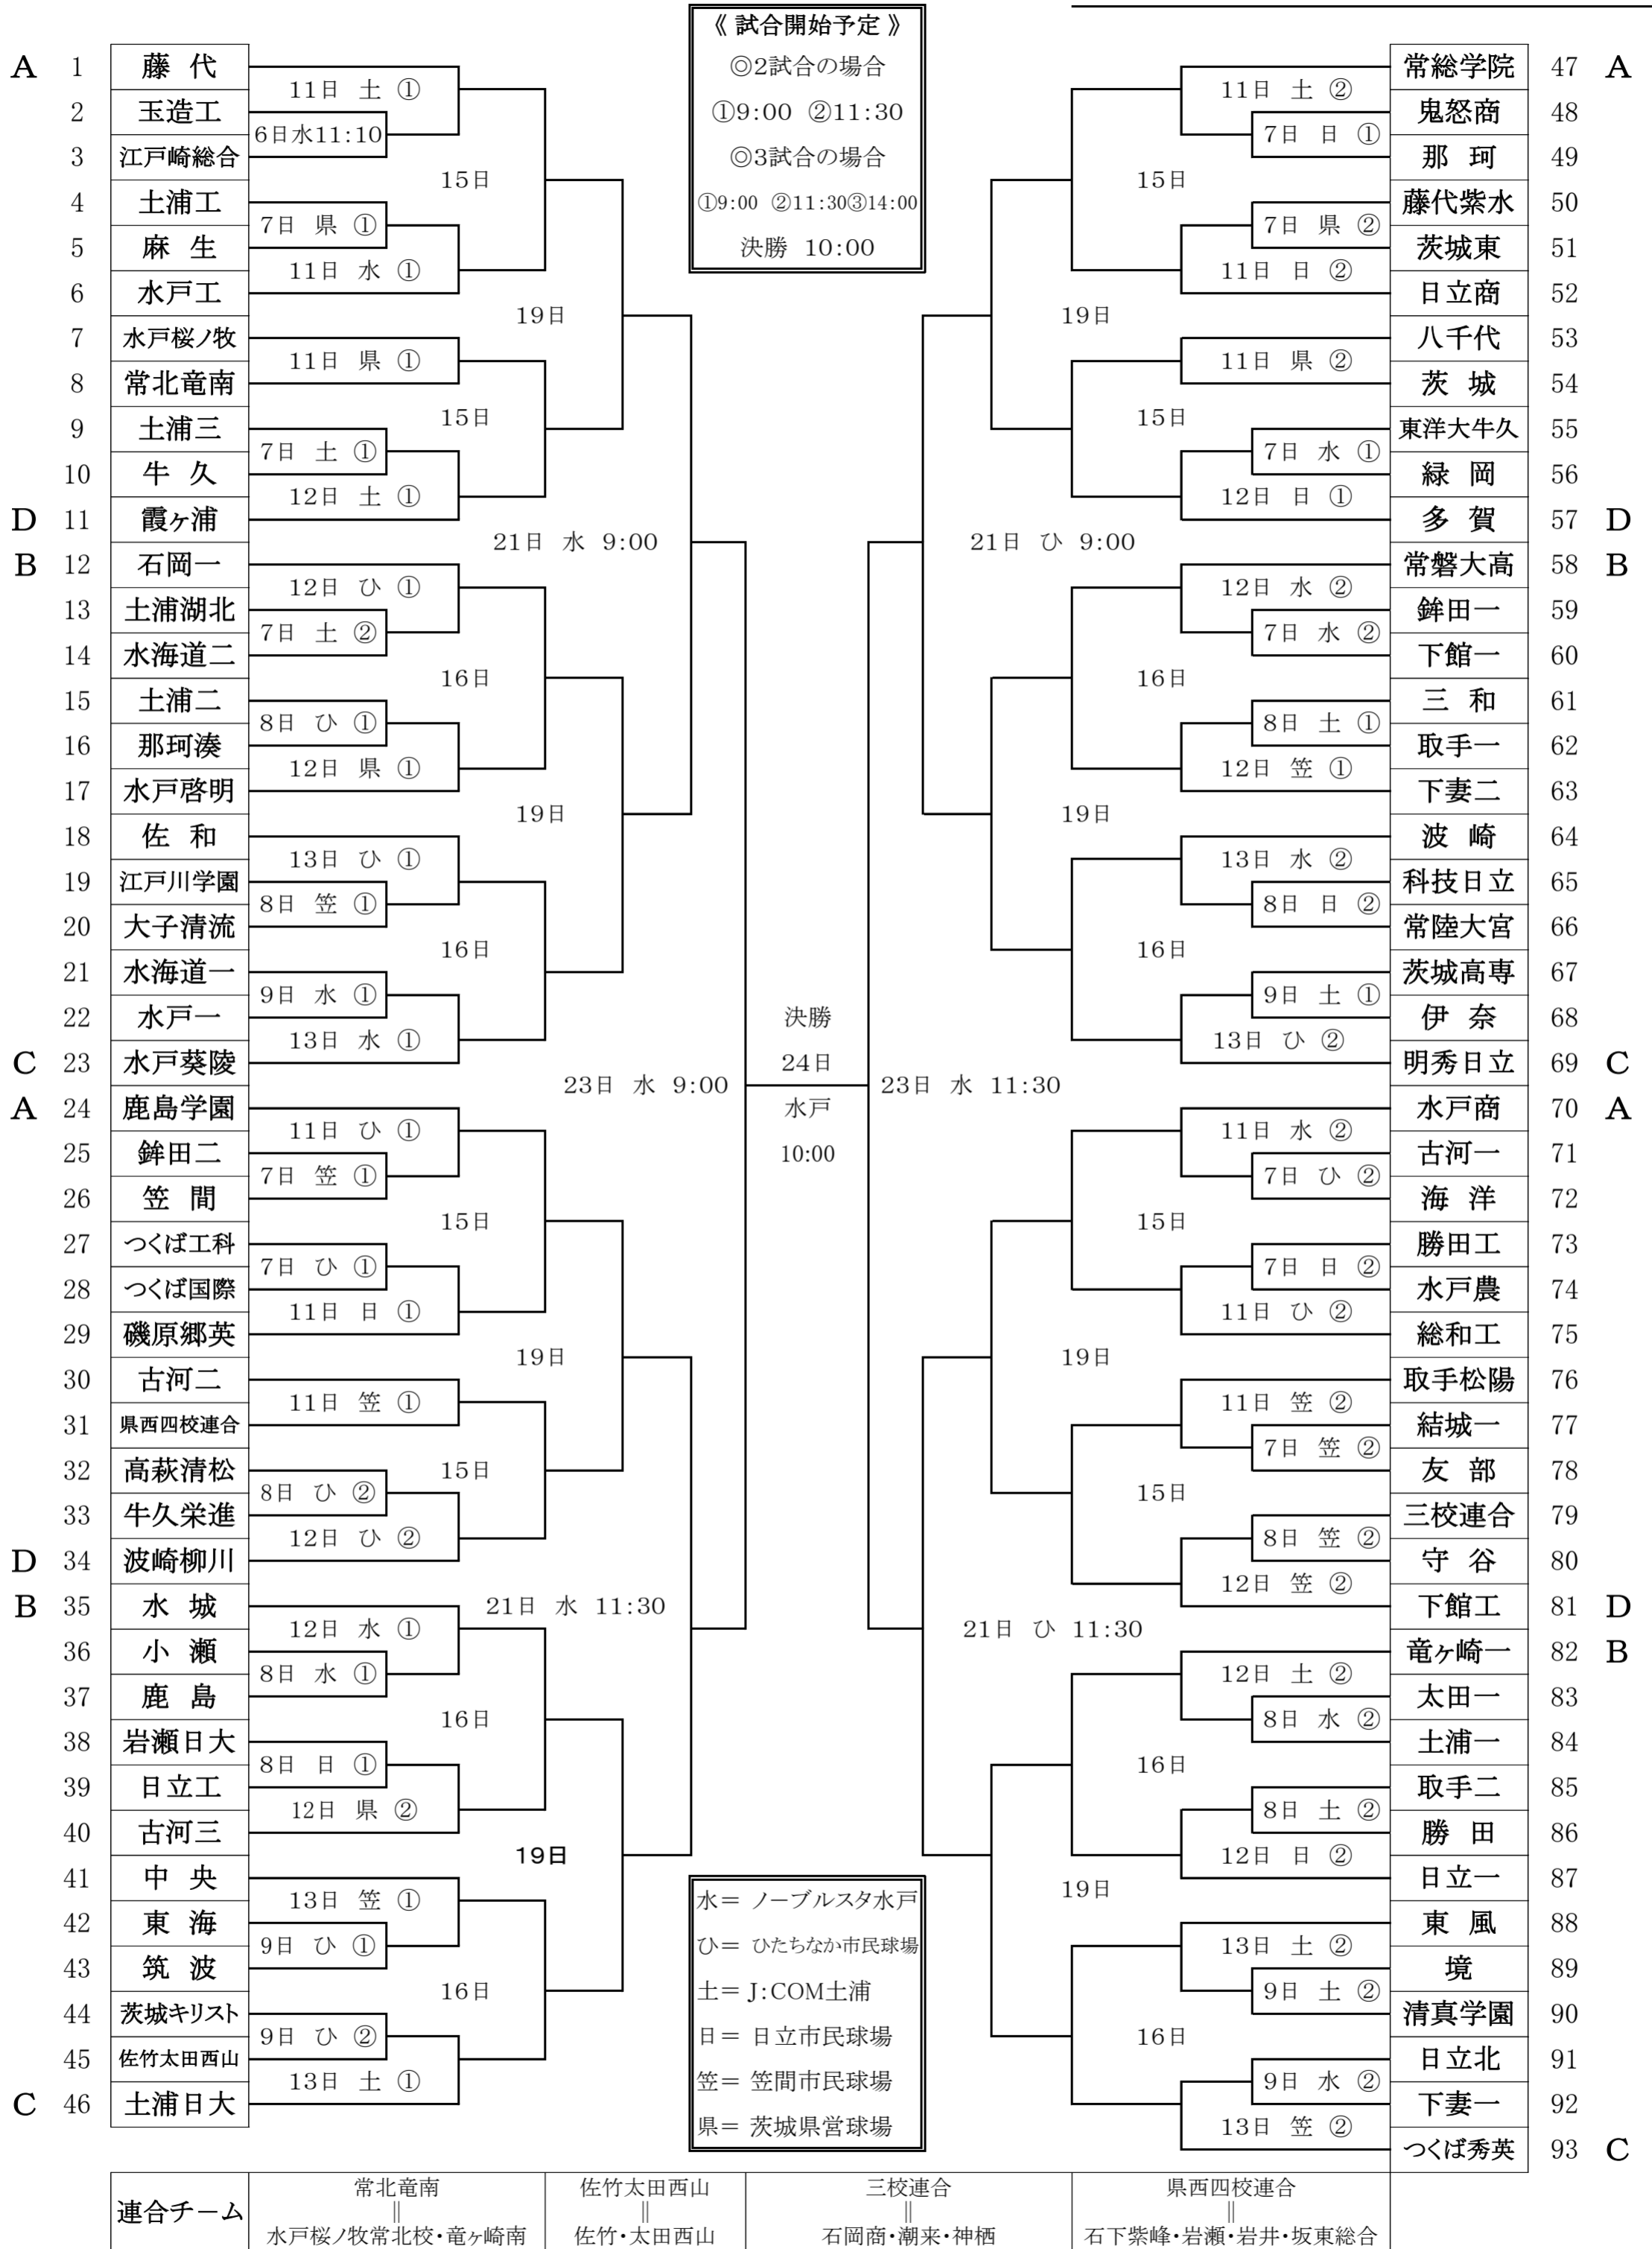 《 試合開始予定 》
◎2試合の場合
①9:00 ②11:30
◎3試合の場合
①9:00 ②11:30③14:00
決勝 10:00
A 1 藤 代
11日 土 ①
2 玉造工
6日水11:10
3 江戸崎総合
15日
4 土浦工
7日 県 ①
5 麻 生
11日 水 ①
6 水戸工
19日
7 水戸桜ノ牧
11日 県 ①
8 常北竜南
15日
9 土浦三
7日 土 ①
10 牛 久
12日 土 ①
D 11 霞ヶ浦
21日 水 9:00
B 12 石岡一
12日 ひ ①
13 土浦湖北
7日 土 ②
14 水海道二
16日
15 土浦二
8日 ひ ①
16 那珂湊
12日 県 ①
17 水戸啓明
19日
18 佐 和
13日 ひ ①
19 江戸川学園
8日 笠 ①
20 大子清流
16日
21 水海道一
9日 水 ①
22 水戸一
13日 水 ①
C 23 水戸葵陵
23日 水 9:00
A 24 鹿島学園
11日 ひ ①
25 鉾田二
7日 笠 ①
26 笠 間
15日
27 つくば工科
7日 ひ ①
28 つくば国際
11日 日 ①
29 磯原郷英
19日
30 古河二
11日 笠 ①
31 県西四校連合
32 高萩清松
15日
8日 ひ ②
33 牛久栄進
12日 ひ ②
D 34 波崎柳川
B 35 水 城
21日 水 11:30
12日 水 ①
36 小 瀬
8日 水 ①
37 鹿 島
16日
38 岩瀬日大
8日 日 ①
39 日立工
12日 県 ②
40 古河三
19日
41 中 央
13日 笠 ①
42 東 海
9日 ひ ①
43 筑 波
16日
44 茨城キリスト
9日 ひ ②
45 佐竹太田西山
13日 土 ①
C 46 土浦日大
決勝
24日
水戸
10:00
常総学院 47 A
11日 土 ②
鬼怒商 48
7日 日 ①
那 珂 49
15日
藤代紫水 50
7日 県 ②
茨城東 51
11日 日 ②
日立商 52
19日
八千代 53
11日 県 ②
茨 城 54
15日
東洋大牛久 55
7日 水 ①
緑 岡 56
12日 日 ①
多 賀 57 D
21日 ひ 9:00
常磐大高 58 B
12日 水 ②
鉾田一 59
7日 水 ②
下館一 60
16日
三 和 61
8日 土 ①
取手一 62
12日 笠 ①
下妻二 63
19日
波 崎 64
13日 水 ②
科技日立 65
8日 日 ②
常陸大宮 66
16日
茨城高専 67
9日 土 ①
伊 奈 68
13日 ひ ②
明秀日立 69 C
23日 水 11:30
水戸商 70 A
11日 水 ②
古河一 71
7日 ひ ②
海 洋 72
15日
勝田工 73
7日 日 ②
水戸農 74
11日 ひ ②
総和工 75
19日
取手松陽 76
11日 笠 ②
結城一 77
7日 笠 ②
友 部 78
15日
三校連合 79
8日 笠 ②
守 谷 80
12日 笠 ②
下館工 81 D
21日 ひ 11:30
竜ヶ崎一 82 B
12日 土 ②
太田一 83
8日 水 ②
土浦一 84
16日
取手二 85
8日 土 ②
勝 田 86
12日 日 ②
日立一 87
19日
東 風 88
13日 土 ②
境 89
9日 土 ②
清真学園 90
16日
日立北 91
9日 水 ②
下妻一 92
13日 笠 ②
つくば秀英 93 C
水= ノーブルスタ水戸
ひ= ひたちなか市民球場
土= J:COM土浦
日= 日立市民球場
笠= 笠間市民球場
県= 茨城県営球場
連合チーム
常北竜南
||
水戸桜ノ牧常北校・竜ヶ崎南
佐竹太田西山
||
佐竹・太田西山
三校連合
||
石岡商・潮来・神栖
県西四校連合
||
石下紫峰・岩瀬・岩井・坂東総合